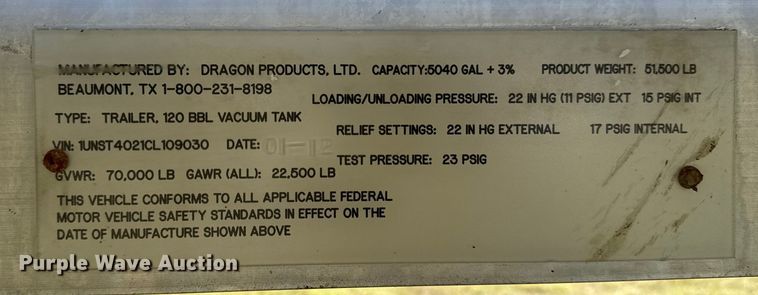 MANUFACTURED BY: DRAGON PRODUCTS, LTD. CAPACITY:5040 GAL + 3% PRODUCT WEIGHT: 51,500 LB
BEAUMONT, TX 1-800-231-8198
LOADING/UNLOADING PRESSURE: 22 IN HG (11 PSIG) EXT 15 PSIG INT
TYPE: TRAILER, 120 BBL VACUUM TANK
RELIEF SETTINGS: 22 IN HG EXTERNAL 17 PSIG INTERNAL
VIN: 1UNST4021CL109030 DATE: 01-12
TEST PRESSURE: 23 PSIG
GVWR: 70,000 LB GAWR (ALL): 22,500 LB
THIS VEHICLE CONFORMS TO ALL APPLICABLE FEDERAL
MOTOR VEHICLE SAFETY STANDARDS IN EFFECT ON THE
DATE OF MANUFACTURE SHOWN ABOVE
Purple Wave Auction